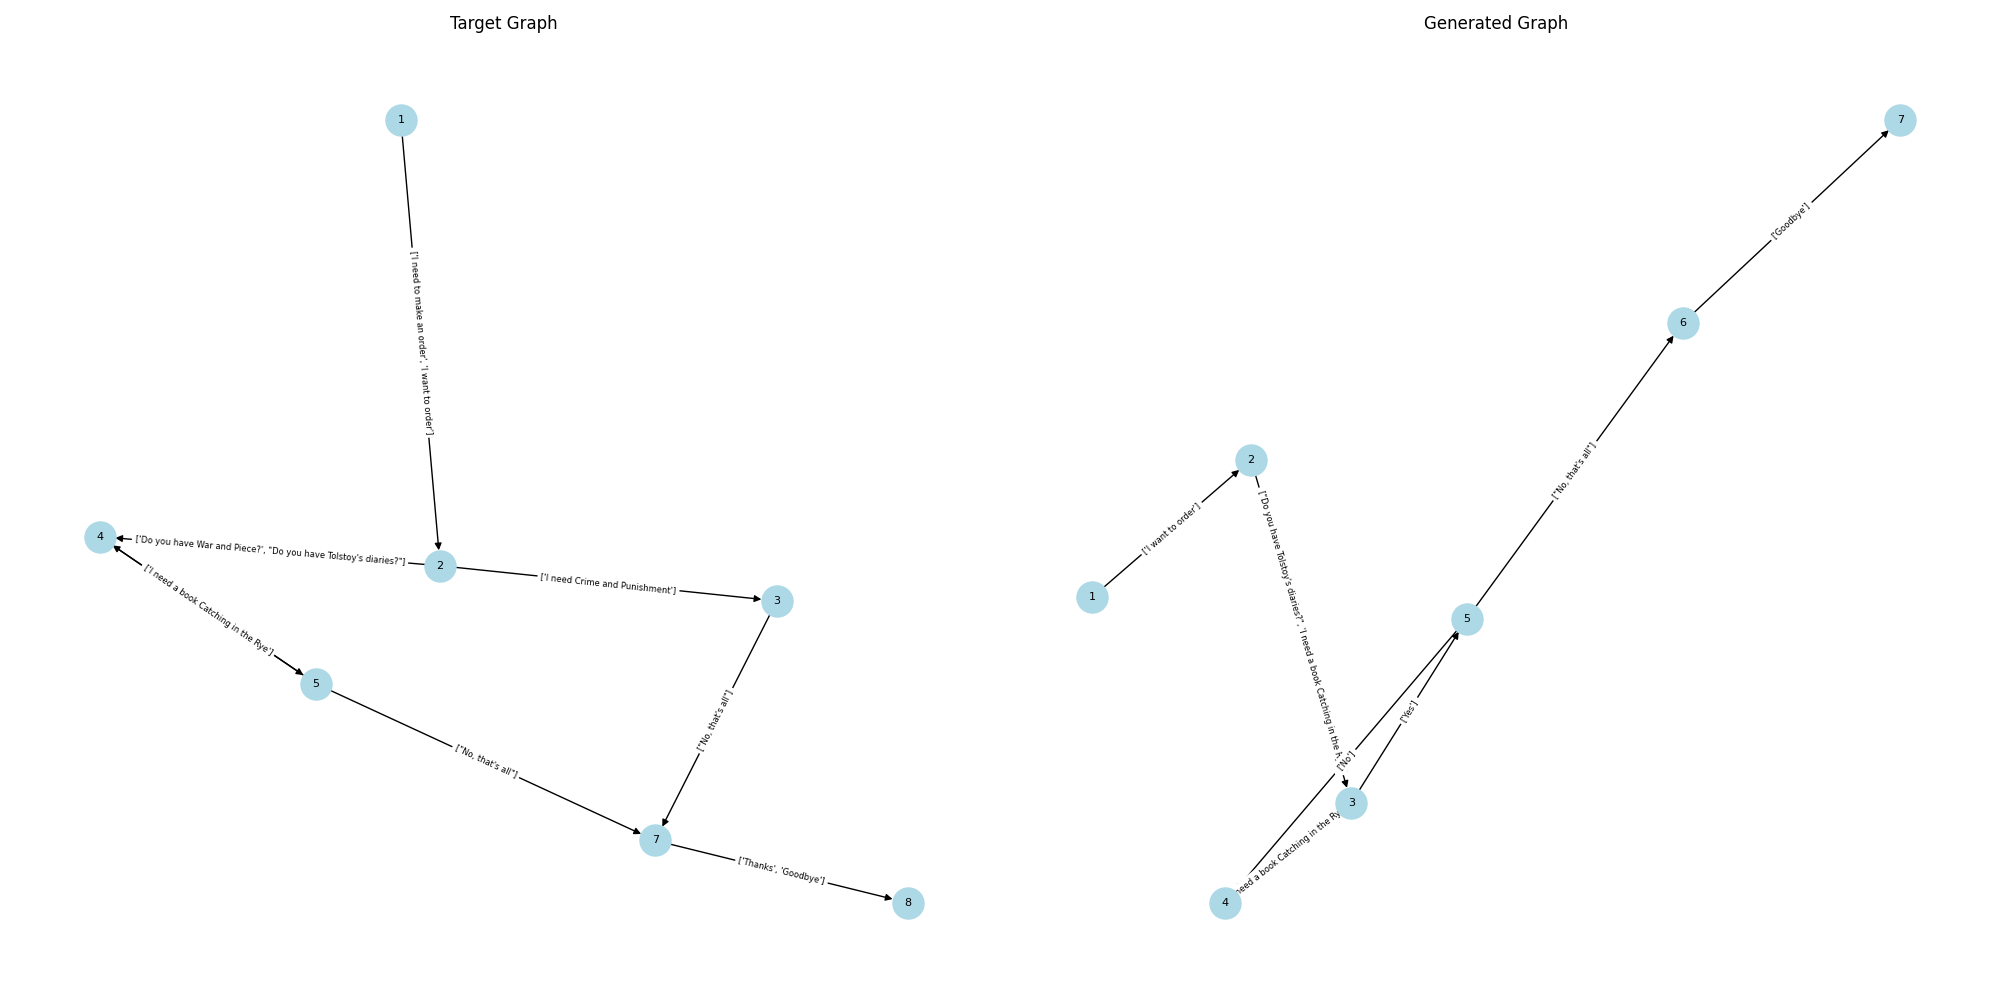 Target Graph
1
['I need to make an order', 'I want to order']
4
['Do you have War and Piece?', "Do you have Tolstoy's diaries?"]
2
['I need Crime and Punishment']
3
['I need a book Catching in the Rye']
5
["No, that's all"]
["No, that's all"]
7
['Thanks', 'Goodbye']
8
Generated Graph
7
['Goodbye']
6
["No, that's all"]
2
['I want to order']
1
["Do you have Tolstoy's diaries?", 'I need a book Catching in the
5
['Yes']
['No']
3
need a book Catching in the
4